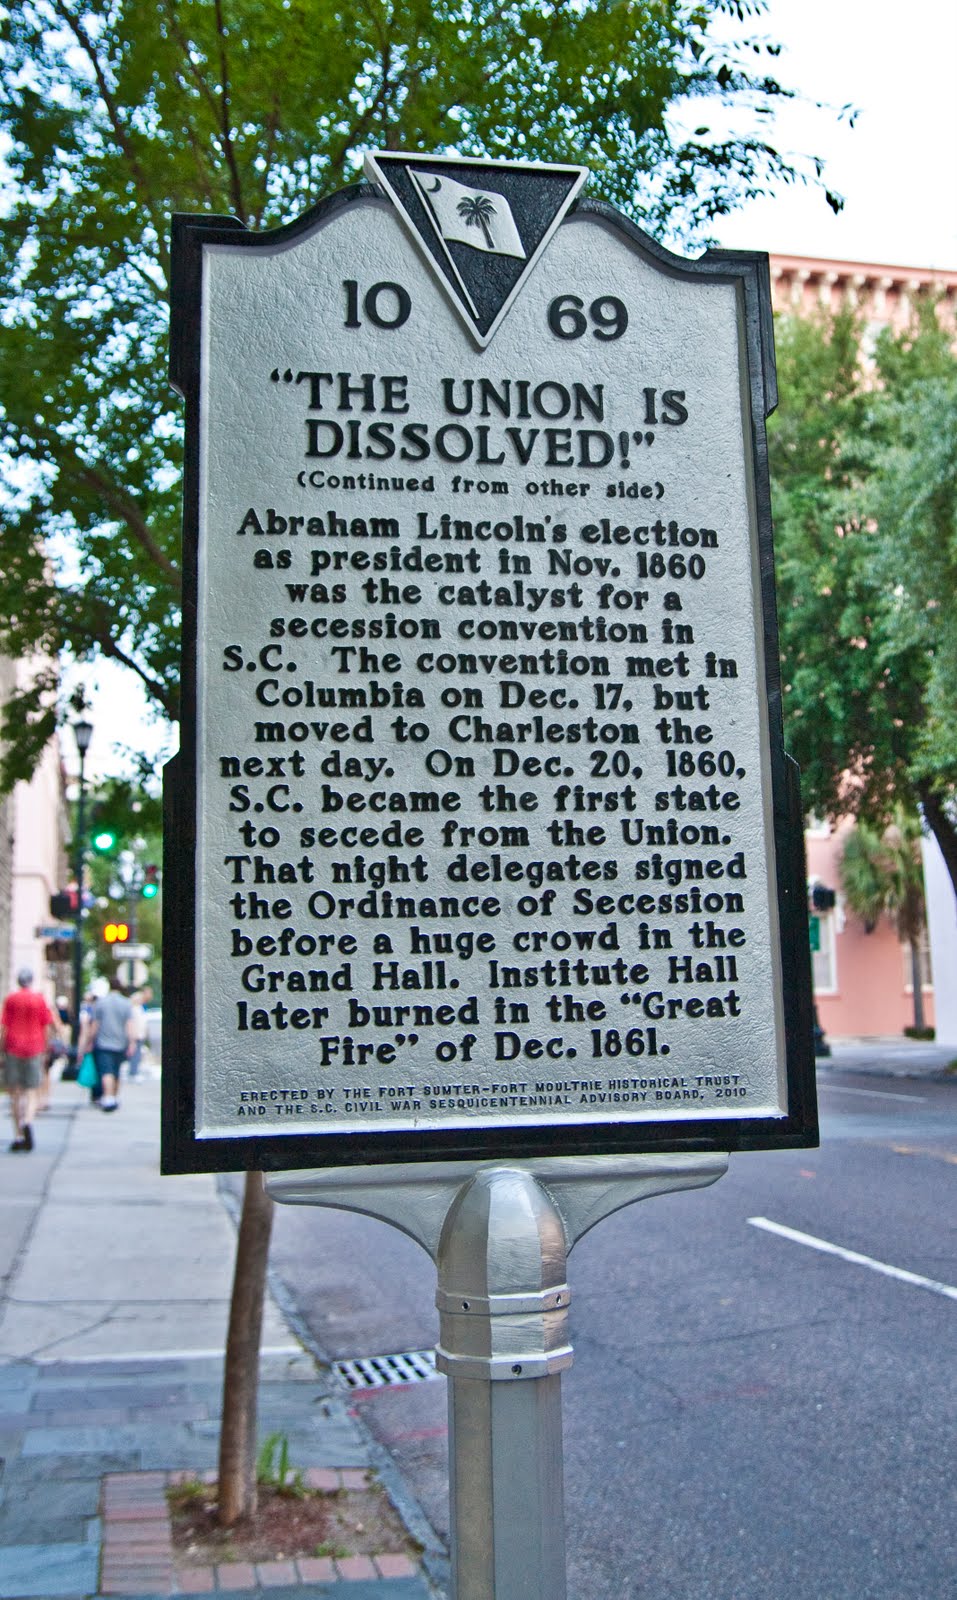 10 69
“THE UNION IS
DISSOLVED!”
(Continued from other side)
Abraham Lincoln's election
as president in Nov. 1860
was the catalyst for a
secession convention in
S.C. The convention met in
Columbia on Dec. 17, but
moved to Charleston the
next day. On Dec. 20, 1860,
S.C. became the first state
to secede from the Union.
That night delegates signed
the Ordinance of Secession
before a huge crowd in the
Grand Hall. Institute Hall
later burned in the “Great
Fire” of Dec. 1861.
ERECTED BY THE FORT SUMTER-FORT MOULTRIE HISTORICAL TRUST
AND THE S.C. CIVIL WAR SESQUICENTENNIAL ADVISORY BOARD, 2010